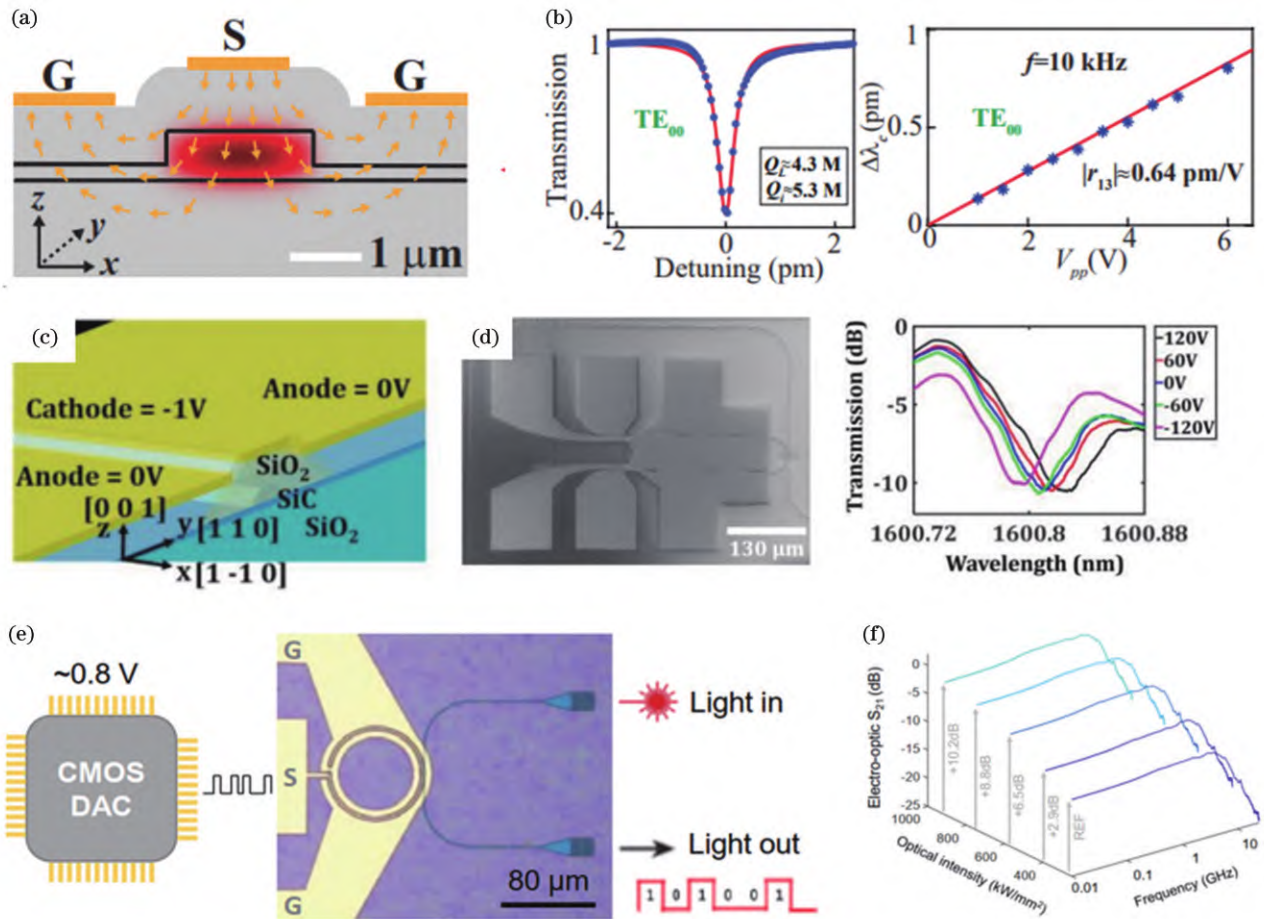 (a)
S
G
G
z
y
x
1 μm
(b)
Transmission
1
0.4
TE₀₀
Q_L≈4.3 M
Q_i≈5.3 M
-2
0
2
Detuning (pm)
Δλ_c (pm)
1
0.5
0
f=10 kHz
TE₀₀
|r₁₃|≈0.64 pm/V
0
2
4
6
V_pp(V)
(c)
Anode = 0V
Cathode = -1V
Anode = 0V
SiO₂
SiC
SiO₂
[0 0 1]
z
y [1 1 0]
x[1 -1 0]
(d)
130 μm
Transmission (dB)
0
-5
-10
-120V
60V
0V
-60V
-120V
1600.72
1600.8
1600.88
Wavelength (nm)
(e)
~0.8 V
CMOS
DAC
G
S
G
80 μm
Light in
Light out
1 0 1 0 0 1
(f)
Electro-optic S₂₁ (dB)
0
-5
-10
-15
-20
-25
+10.2dB
+8.8dB
+6.5dB
+2.9dB
REF
1000
800
600
400
Optical intensity (kW/mm²)
0.01
0.1
1
10
Frequency (GHz)